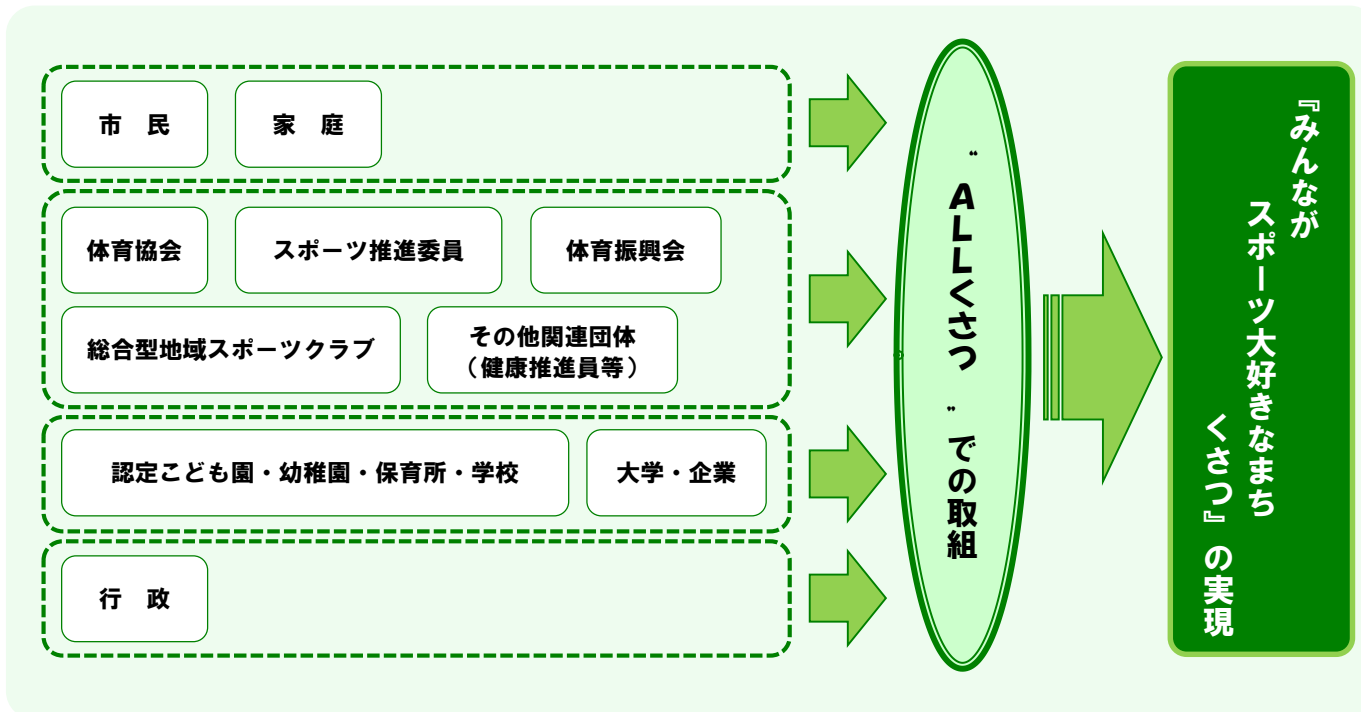 市　民
家　庭
体育協会
スポーツ推進委員
体育振興会
総合型地域スポーツクラブ
その他関連団体
（健康推進員等）
認定こども園・幼稚園・保育所・学校
大学・企業
行　政
“ＡＬＬくさつ”での取組
『みんなが
スポーツ大好きなまち
くさつ』の実現